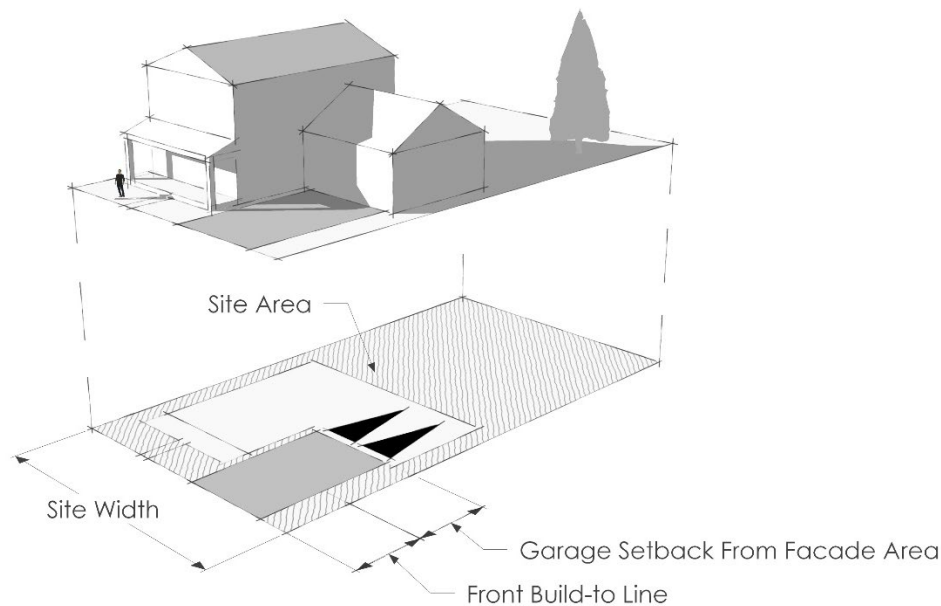 Site Area
Site Width
Garage Setback From Facade Area
Front Build-to Line